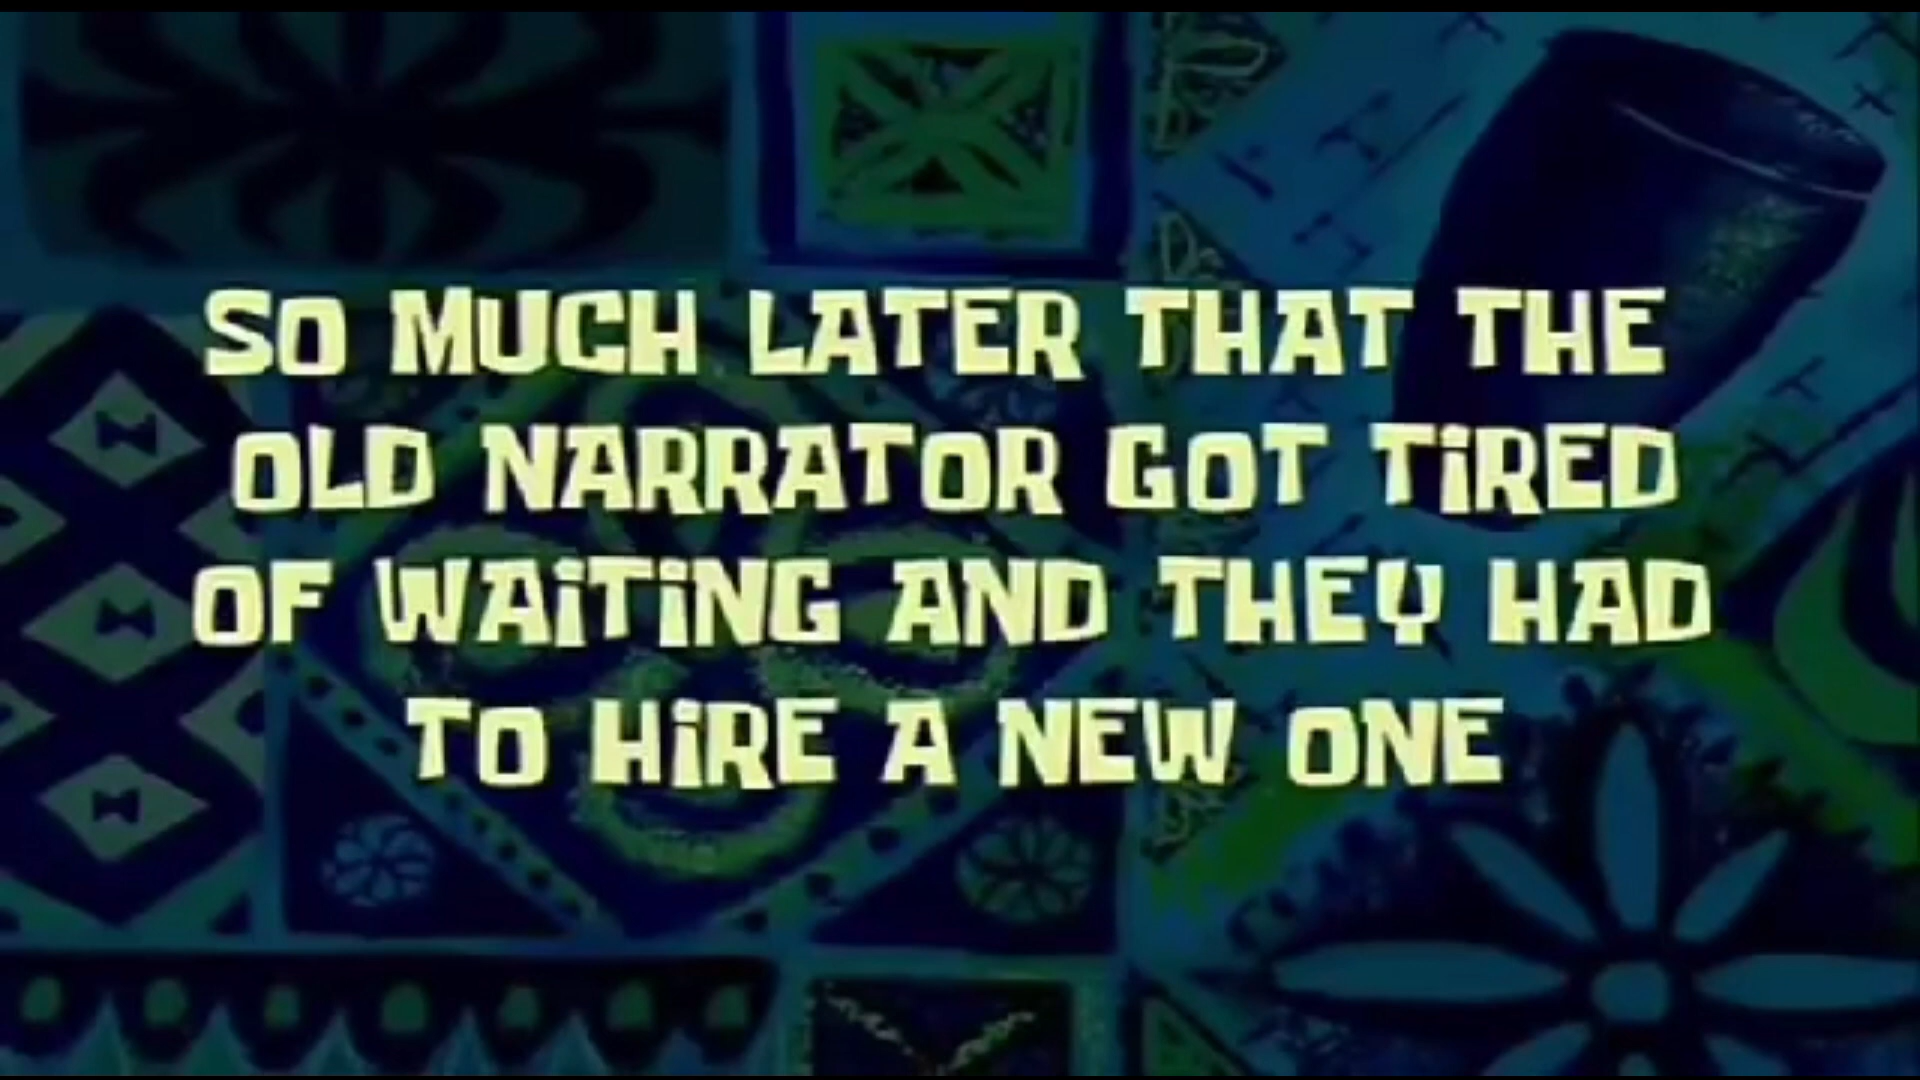 SO MUCH LATER THAT THE
OLD NARRATOR GOT TiRED
OF WAiTiNG AND THEY HAD
TO HiRE A NEW ONE